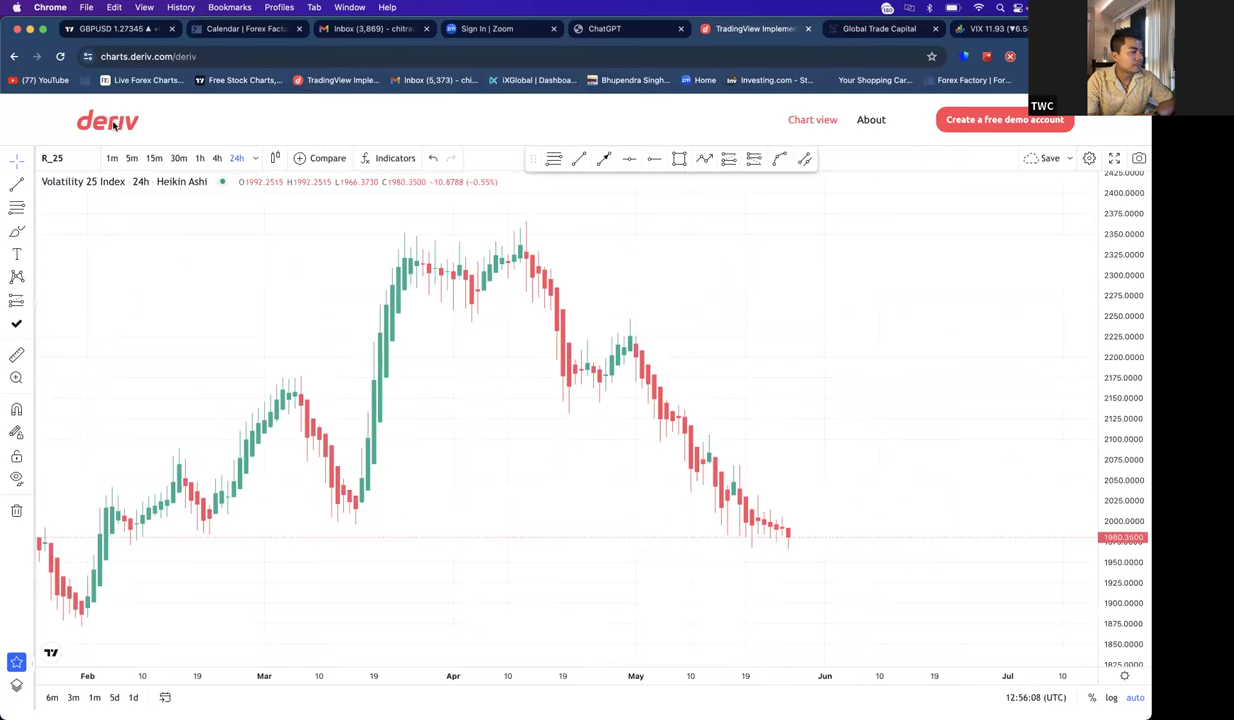 Chrome File Edit View History Bookmarks Profiles Tab Window Help
GBPUSD 1.27345 ▲
Calendar | Forex Fact
Inbox (3,869) - chitra
zm Sign In | Zoom
ChatGPT
TradingView Implemen
Global Trade Capital
VIX 11.93 ▼
charts.deriv.com/deriv
(77) YouTube
Live Forex Charts...
Free Stock Charts,...
TradingView Imple...
Inbox (5,373) - chi...
iXGlobal | Dashboa...
Bhupendra Singh...
zm Home
Inv Investing.com - St...
Your Shopping Car...
Forex Factory | For...
TWC
deriv
Chart view
About
Create a free demo account
R_25
1m 5m 15m 30m 1h 4h 24h
Compare
Indicators
Save
Volatility 25 Index · 24h · Heikin Ashi
O1992.2515 H1992.2515 L1966.3730 C1980.3500 −10.8788 (−0.55%)
2425.0000
2400.0000
2375.0000
2350.0000
2325.0000
2300.0000
2275.0000
2250.0000
2225.0000
2200.0000
2175.0000
2150.0000
2125.0000
2100.0000
2075.0000
2050.0000
2025.0000
2000.0000
1980.3500
1950.0000
1925.0000
1900.0000
1875.0000
1850.0000
1825.0000
Feb 10 19 Mar 10 19 Apr 10 19 May 10 19 Jun 10 19 Jul 10
6m 3m 1m 5d 1d
12:56:08 (UTC)
% log auto